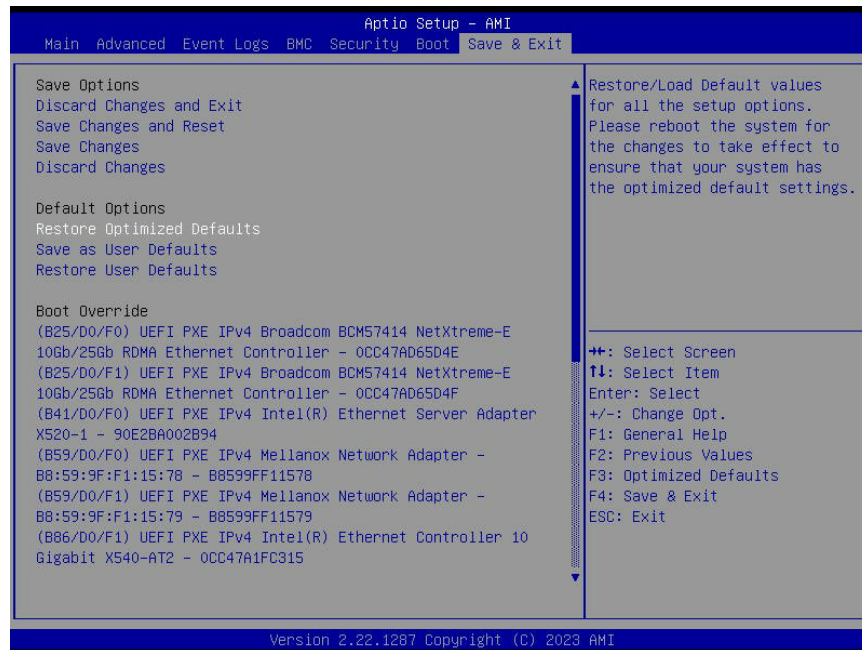 Aptio Setup – AMI
Main Advanced Event Logs BMC Security Boot Save & Exit
Save Options
Discard Changes and Exit
Save Changes and Reset
Save Changes
Discard Changes
Default Options
Restore Optimized Defaults
Save as User Defaults
Restore User Defaults
Boot Override
(B25/D0/F0) UEFI PXE IPv4 Broadcom BCM57414 NetXtreme-E
10Gb/25Gb RDMA Ethernet Controller – 0CC47AD65D4E
(B25/D0/F1) UEFI PXE IPv4 Broadcom BCM57414 NetXtreme-E
10Gb/25Gb RDMA Ethernet Controller – 0CC47AD65D4F
(B41/D0/F0) UEFI PXE IPv4 Intel(R) Ethernet Server Adapter
X520-1 – 90E2BA002B94
(B59/D0/F0) UEFI PXE IPv4 Mellanox Network Adapter –
B8:59:9F:F1:15:78 – B8599FF11578
(B59/D0/F1) UEFI PXE IPv4 Mellanox Network Adapter –
B8:59:9F:F1:15:79 – B8599FF11579
(B86/D0/F1) UEFI PXE IPv4 Intel(R) Ethernet Controller 10
Gigabit X540-AT2 – 0CC47A1FC315
Restore/Load Default values
for all the setup options.
Please reboot the system for
the changes to take effect to
ensure that your system has
the optimized default settings.
→←: Select Screen
↑↓: Select Item
Enter: Select
+/-: Change Opt.
F1: General Help
F2: Previous Values
F3: Optimized Defaults
F4: Save & Exit
ESC: Exit
Version 2.22.1287 Copyright (C) 2023 AMI